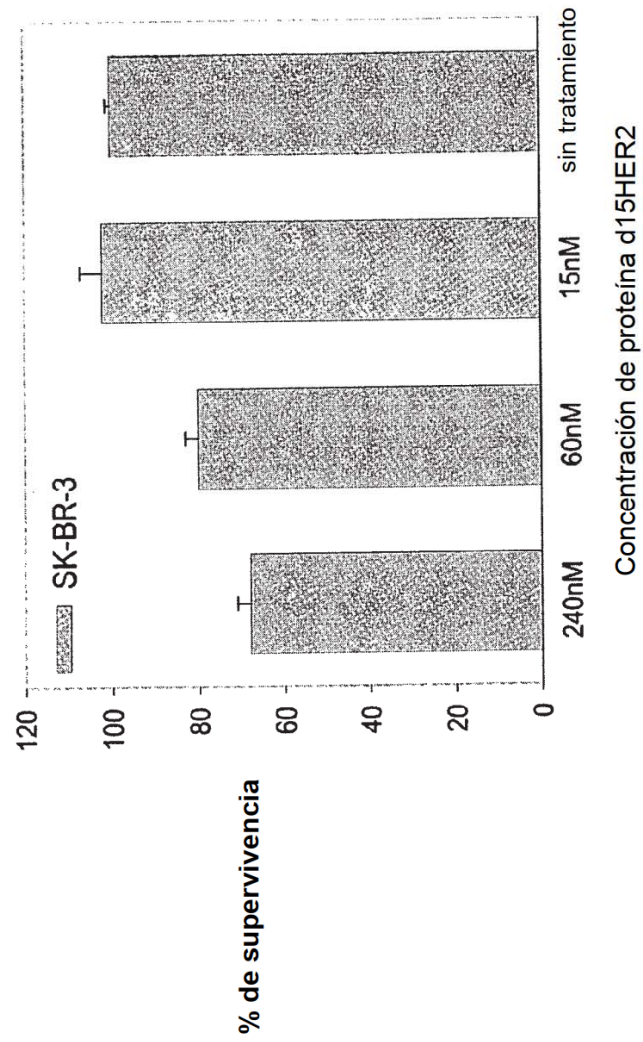 SK-BR-3
% de supervivencia
120
100
80
60
40
20
0
240nM
60nM
15nM
sin tratamiento
Concentración de proteína d15HER2